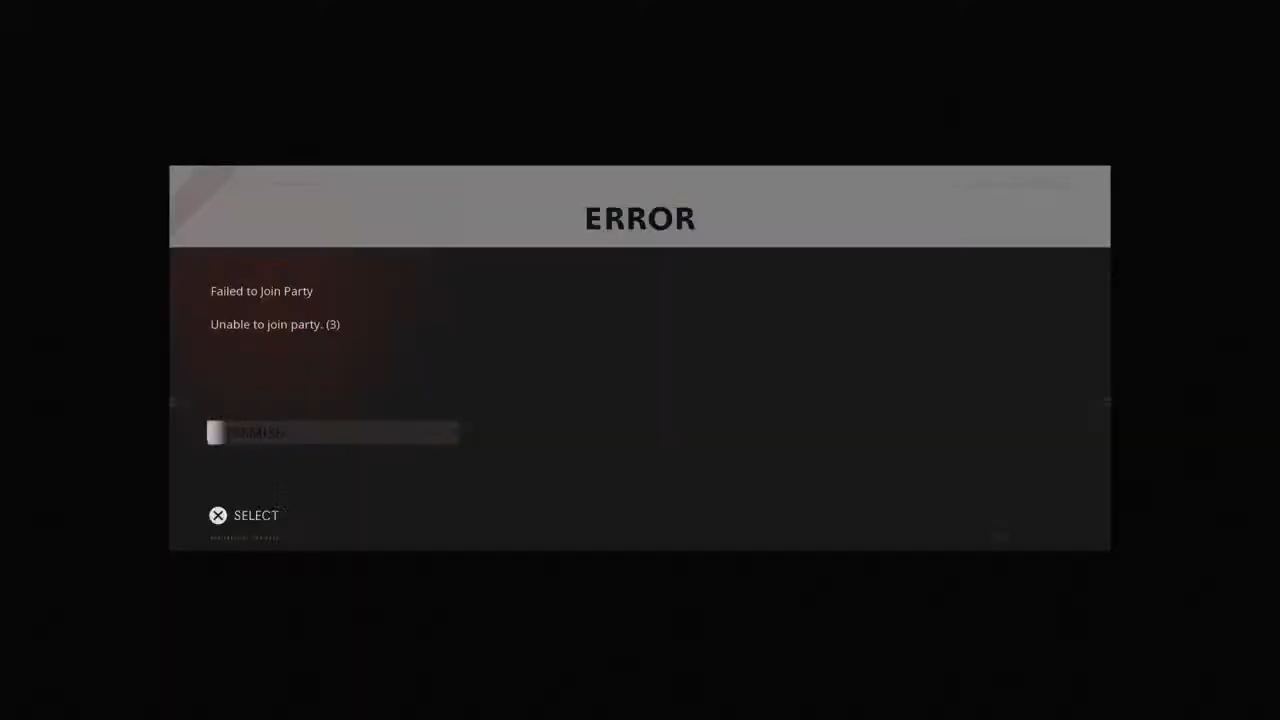 ERROR
Failed to Join Party
Unable to join party. (3)
SELECT